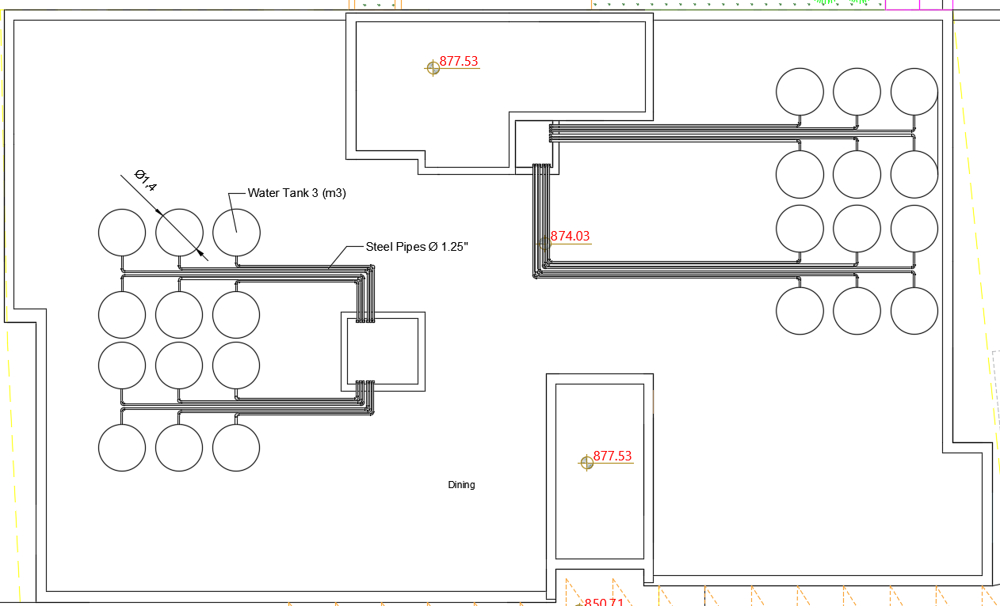 877.53
Ø1,4
Water Tank 3 (m3)
874.03
Steel Pipes Ø 1.25"
877.53
Dining
850.71